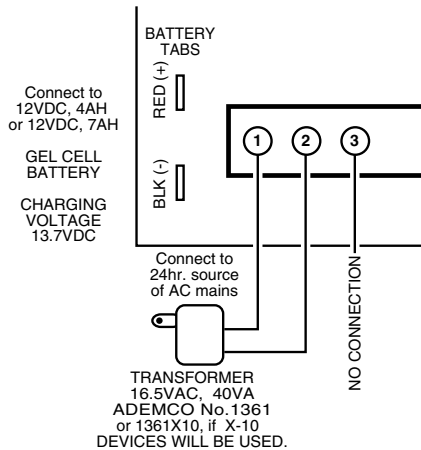 BATTERY
TABS
RED (+)
BLK (-)
Connect to
12VDC, 4AH
or 12VDC, 7AH
GEL CELL
BATTERY
CHARGING
VOLTAGE
13.7VDC
1 2 3
Connect to
24hr. source
of AC mains
NO CONNECTION
TRANSFORMER
16.5VAC, 40VA
ADEMCO No.1361
or 1361X10, if X-10
DEVICES WILL BE USED.